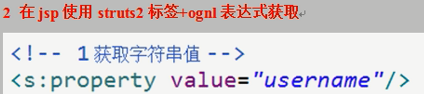 2 在 jsp 使用 struts2 标签+ognl 表达式获取
<!-- 1 获取字符串值 -->
<s:property value="username"/>